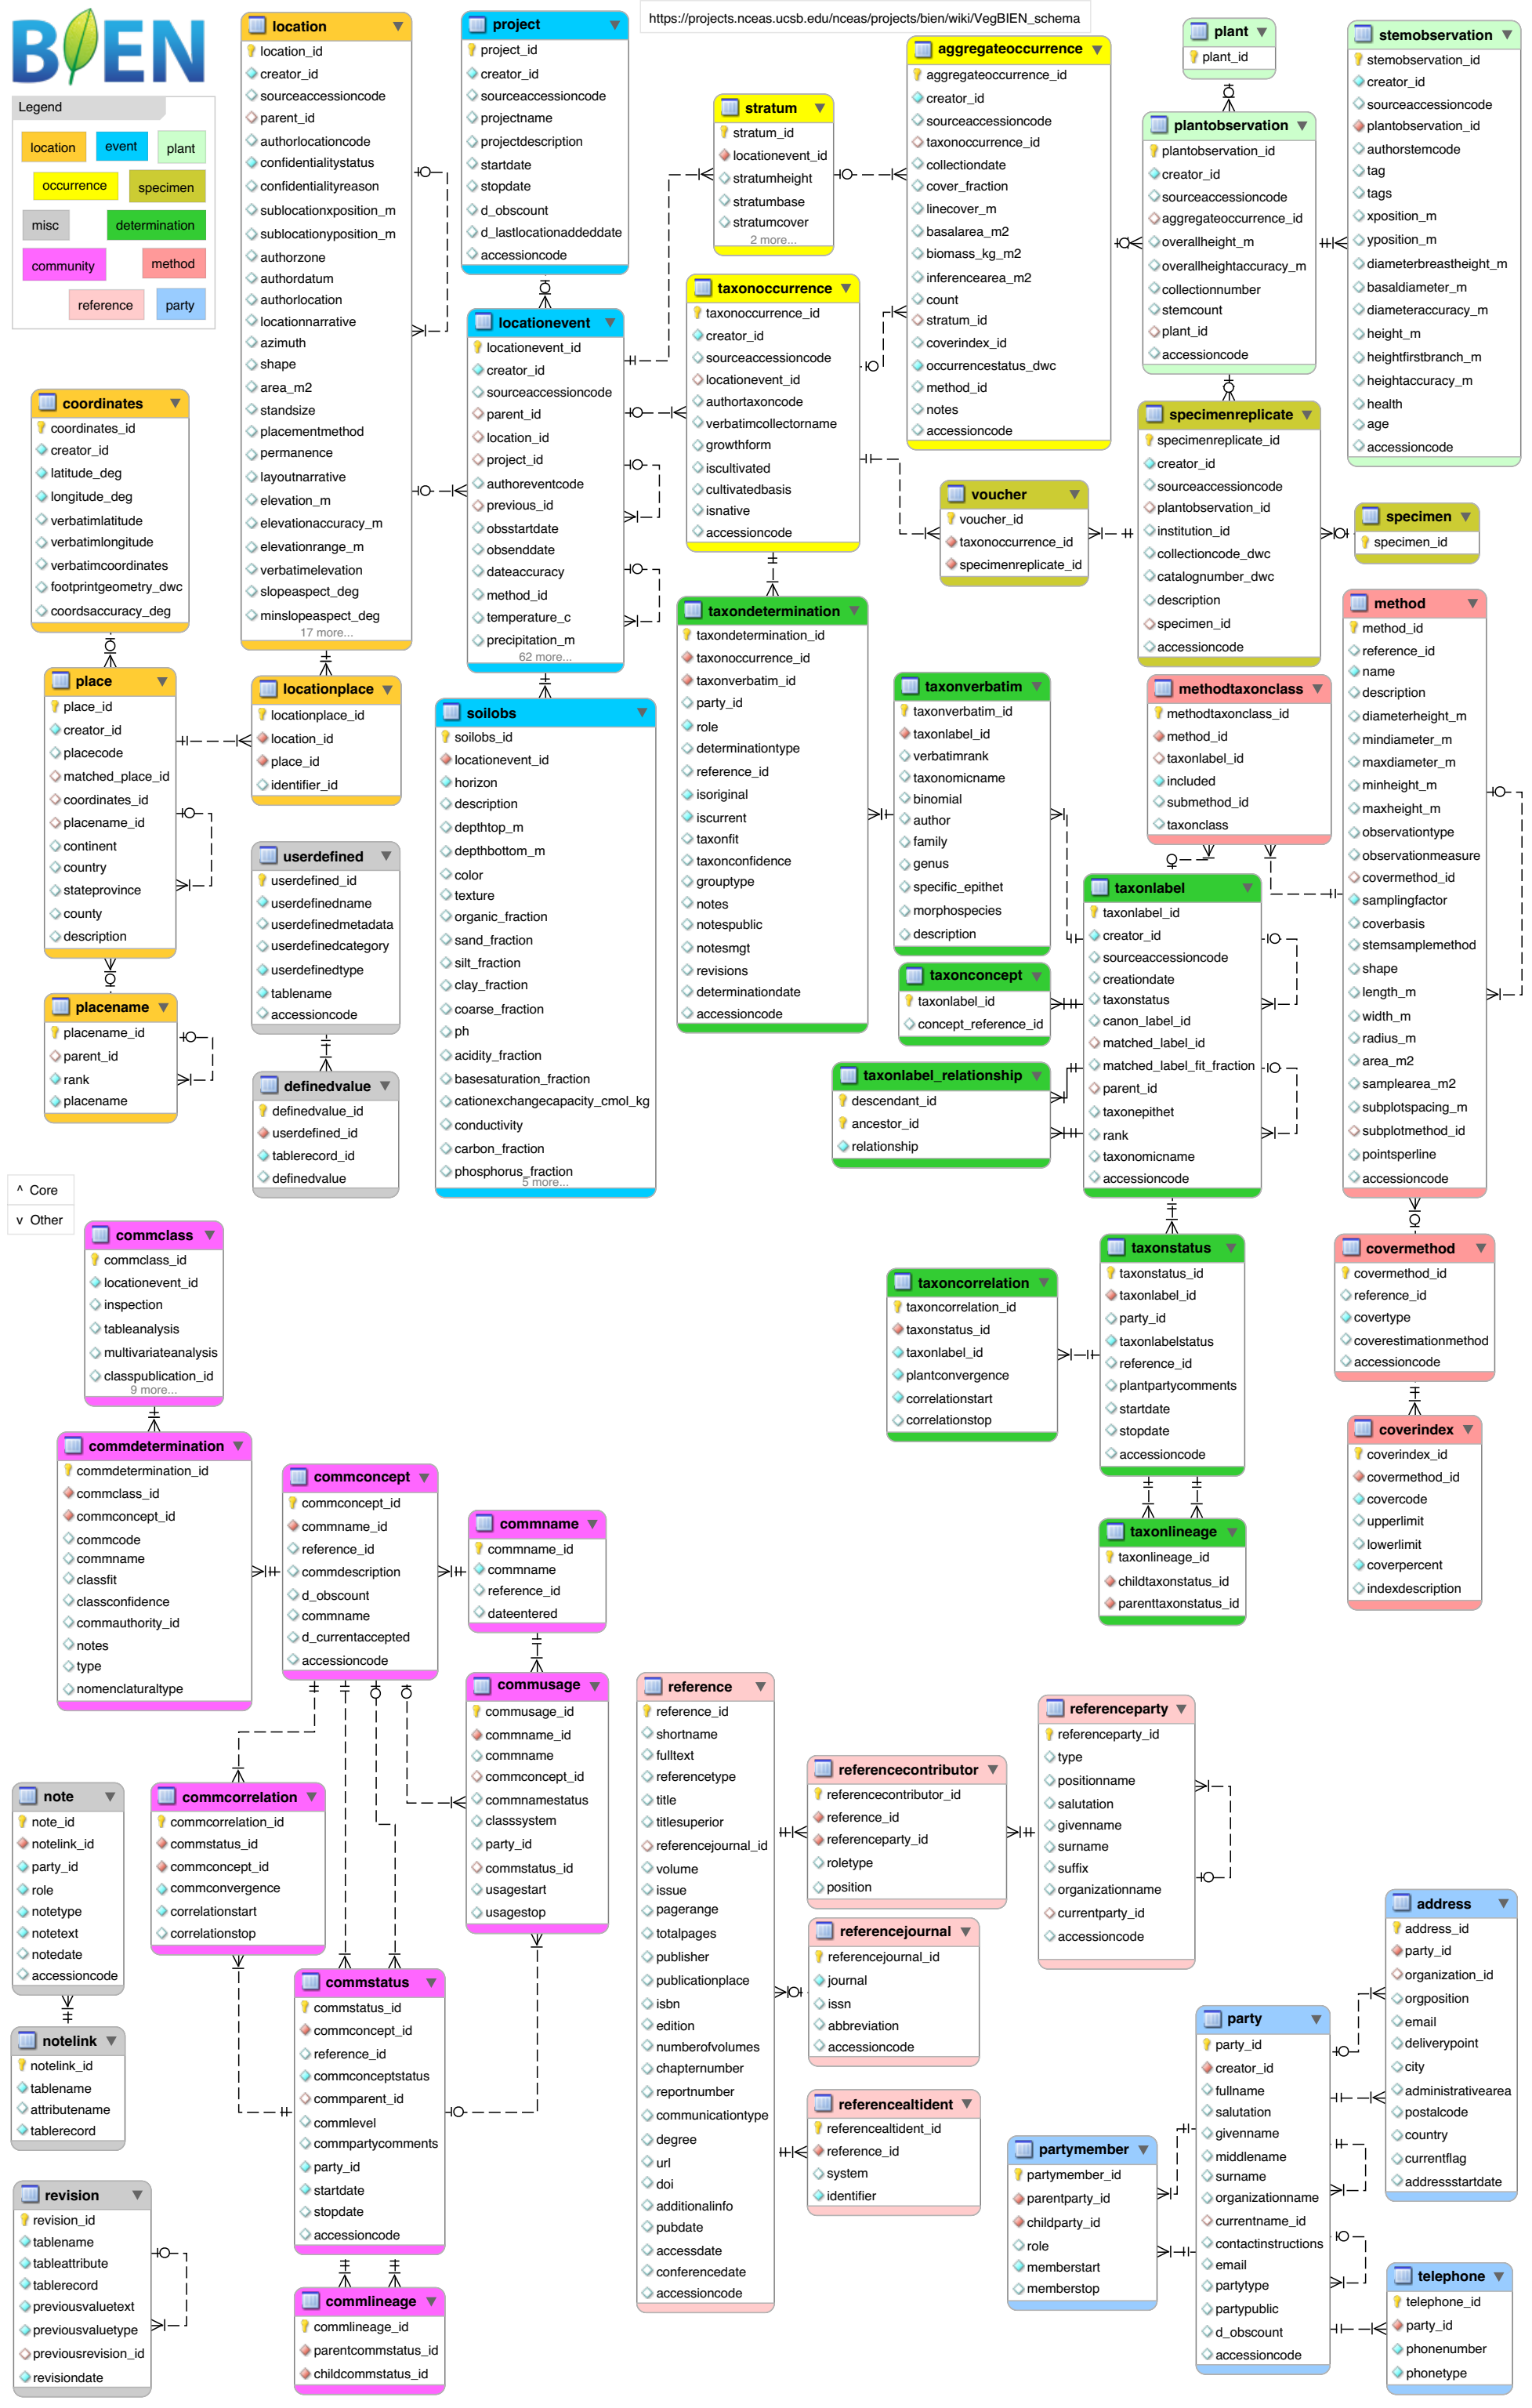 https://projects.nceas.ucsb.edu/nceas/projects/bien/wiki/VegBIEN_schema
BIEN
Legend
location
event
plant
occurrence
specimen
misc
determination
community
method
reference
party
location
location_id
creator_id
sourceaccessioncode
parent_id
authorlocationcode
confidentialitystatus
confidentialityreason
sublocationxposition_m
sublocationyposition_m
authorzone
authordatum
authorlocation
locationnarrative
azimuth
shape
area_m2
standsize
placementmethod
permanence
layoutnarrative
elevation_m
elevationaccuracy_m
elevationrange_m
verbatimelevation
slopeaspect_deg
minslopeaspect_deg
17 more...
project
project_id
creator_id
sourceaccessioncode
projectname
projectdescription
startdate
stopdate
d_obscount
d_lastlocationaddeddate
accessioncode
stratum
stratum_id
locationevent_id
stratumheight
stratumbase
stratumcover
2 more...
aggregateoccurrence
aggregateoccurrence_id
creator_id
sourceaccessioncode
taxonoccurrence_id
collectiondate
cover_fraction
linecover_m
basalarea_m2
biomass_kg_m2
inferencearea_m2
count
stratum_id
coverindex_id
occurrencestatus_dwc
method_id
notes
accessioncode
plant
plant_id
plantobservation
plantobservation_id
creator_id
sourceaccessioncode
aggregateoccurrence_id
overallheight_m
overallheightaccuracy_m
collectionnumber
stemcount
plant_id
accessioncode
stemobservation
stemobservation_id
creator_id
sourceaccessioncode
plantobservation_id
authorstemcode
tag
tags
xposition_m
yposition_m
diameterbreastheight_m
basaldiameter_m
diameteraccuracy_m
height_m
heightfirstbranch_m
heightaccuracy_m
health
age
accessioncode
locationevent
locationevent_id
creator_id
sourceaccessioncode
parent_id
location_id
project_id
authoreventcode
previous_id
obsstartdate
obsenddate
dateaccuracy
method_id
temperature_c
precipitation_m
62 more...
taxonoccurrence
taxonoccurrence_id
creator_id
sourceaccessioncode
locationevent_id
authortaxoncode
verbatimcollectorname
growthform
iscultivated
cultivatedbasis
isnative
accessioncode
coordinates
coordinates_id
creator_id
latitude_deg
longitude_deg
verbatimlatitude
verbatimlongitude
verbatimcoordinates
footprintgeometry_dwc
coordsaccuracy_deg
specimenreplicate
specimenreplicate_id
creator_id
sourceaccessioncode
plantobservation_id
institution_id
collectioncode_dwc
catalognumber_dwc
description
specimen_id
accessioncode
voucher
voucher_id
taxonoccurrence_id
specimenreplicate_id
specimen
specimen_id
place
place_id
creator_id
placecode
matched_place_id
coordinates_id
placename_id
continent
country
stateprovince
county
description
locationplace
locationplace_id
location_id
place_id
identifier_id
soilobs
soilobs_id
locationevent_id
horizon
description
depthtop_m
depthbottom_m
color
texture
organic_fraction
sand_fraction
silt_fraction
clay_fraction
coarse_fraction
ph
acidity_fraction
basesaturation_fraction
cationexchangecapacity_cmol_kg
conductivity
carbon_fraction
phosphorus_fraction
5 more...
taxondetermination
taxondetermination_id
taxonoccurrence_id
taxonverbatim_id
party_id
role
determinationtype
reference_id
isoriginal
iscurrent
taxonfit
taxonconfidence
grouptype
notes
notespublic
notesmgt
revisions
determinationdate
accessioncode
taxonverbatim
taxonverbatim_id
taxonlabel_id
verbatimrank
taxonomicname
binomial
author
family
genus
specific_epithet
morphospecies
description
methodtaxonclass
methodtaxonclass_id
method_id
taxonlabel_id
included
submethod_id
taxonclass
method
method_id
reference_id
name
description
diameterheight_m
mindiameter_m
maxdiameter_m
minheight_m
maxheight_m
observationtype
observationmeasure
covermethod_id
samplingfactor
coverbasis
stemsamplemethod
shape
length_m
width_m
radius_m
area_m2
samplearea_m2
subplotspacing_m
subplotmethod_id
pointsperline
accessioncode
userdefined
userdefined_id
userdefinedname
userdefinedmetadata
userdefinedcategory
userdefinedtype
tablename
accessioncode
taxonlabel
taxonlabel_id
creator_id
sourceaccessioncode
creationdate
taxonstatus
canon_label_id
matched_label_id
matched_label_fit_fraction
parent_id
taxonepithet
rank
taxonomicname
accessioncode
taxonconcept
taxonlabel_id
concept_reference_id
placename
placename_id
parent_id
rank
placename
taxonlabel_relationship
descendant_id
ancestor_id
relationship
definedvalue
definedvalue_id
userdefined_id
tablerecord_id
definedvalue
^ Core
v Other
commclass
commclass_id
locationevent_id
inspection
tableanalysis
multivariateanalysis
classpublication_id
9 more...
taxoncorrelation
taxoncorrelation_id
taxonstatus_id
taxonlabel_id
plantconvergence
correlationstart
correlationstop
taxonstatus
taxonstatus_id
taxonlabel_id
party_id
taxonlabelstatus
reference_id
plantpartycomments
startdate
stopdate
accessioncode
covermethod
covermethod_id
reference_id
covertype
coverestimationmethod
accessioncode
commdetermination
commdetermination_id
commclass_id
commconcept_id
commcode
commname
classfit
classconfidence
commauthority_id
notes
type
nomenclaturaltype
commconcept
commconcept_id
commname_id
reference_id
commdescription
d_obscount
commname
d_currentaccepted
accessioncode
commname
commname_id
commname
reference_id
dateentered
taxonlineage
taxonlineage_id
childtaxonstatus_id
parenttaxonstatus_id
coverindex
coverindex_id
covermethod_id
covercode
upperlimit
lowerlimit
coverpercent
indexdescription
commusage
commusage_id
commname_id
commname
commconcept_id
commnamestatus
classsystem
party_id
commstatus_id
usagestart
usagestop
reference
reference_id
shortname
fulltext
referencetype
title
titlesuperior
referencejournal_id
volume
issue
pagerange
totalpages
publisher
publicationplace
isbn
edition
numberofvolumes
chapternumber
reportnumber
communicationtype
degree
url
doi
additionalinfo
pubdate
accessdate
conferencedate
accessioncode
referencecontributor
referencecontributor_id
reference_id
referenceparty_id
roletype
position
referenceparty
referenceparty_id
type
positionname
salutation
givenname
surname
suffix
organizationname
currentparty_id
accessioncode
note
note_id
notelink_id
party_id
role
notetype
notetext
notedate
accessioncode
commcorrelation
commcorrelation_id
commstatus_id
commconcept_id
commconvergence
correlationstart
correlationstop
referencejournal
referencejournal_id
journal
issn
abbreviation
accessioncode
address
address_id
party_id
organization_id
orgposition
email
deliverypoint
city
administrativearea
postalcode
country
currentflag
addressstartdate
commstatus
commstatus_id
commconcept_id
reference_id
commconceptstatus
commparent_id
commlevel
commpartycomments
party_id
startdate
stopdate
accessioncode
notelink
notelink_id
tablename
attributename
tablerecord
referencealtident
referencealtident_id
reference_id
system
identifier
party
party_id
creator_id
fullname
salutation
givenname
middlename
surname
organizationname
currentname_id
contactinstructions
email
partytype
partypublic
d_obscount
accessioncode
partymember
partymember_id
parentparty_id
childparty_id
role
memberstart
memberstop
revision
revision_id
tablename
tableattribute
tablerecord
previousvaluetext
previousvaluetype
previousrevision_id
revisiondate
commlineage
commlineage_id
parentcommstatus_id
childcommstatus_id
telephone
telephone_id
party_id
phonenumber
phonetype